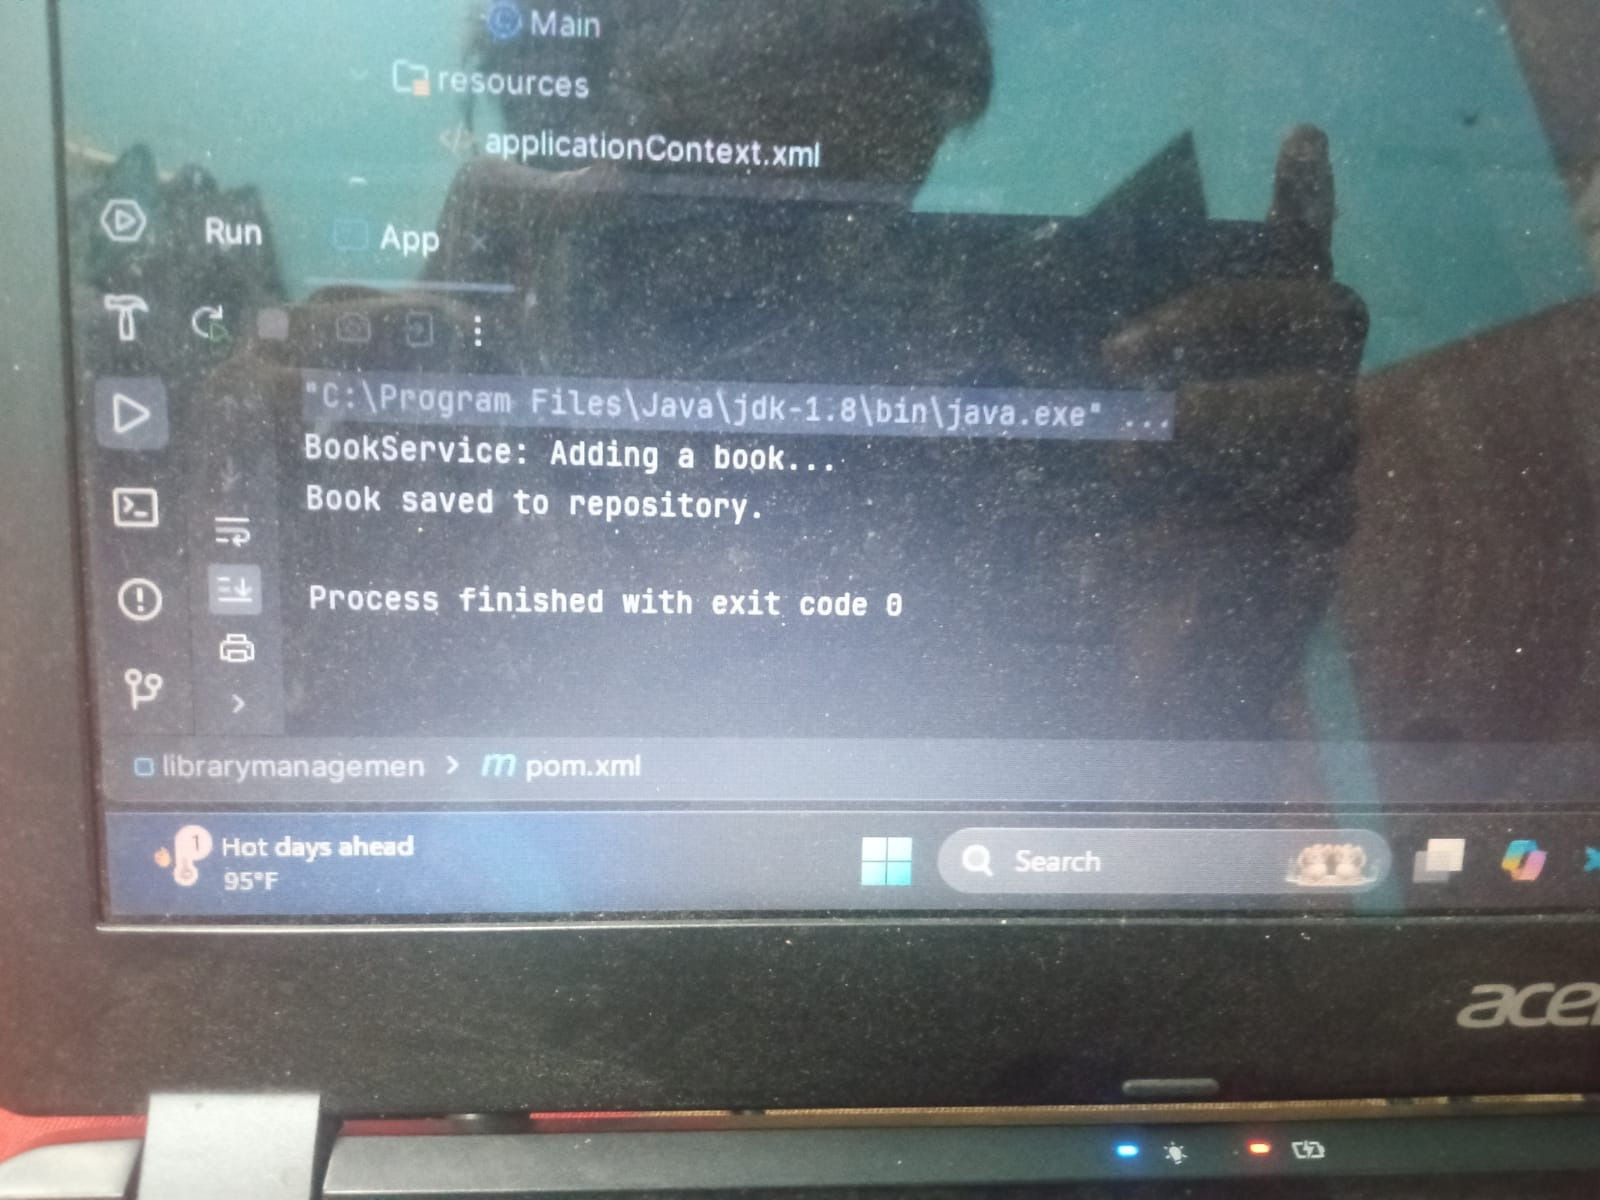 Main
resources
applicationContext.xml
Run
App
"C:\Program Files\Java\jdk-1.8\bin\java.exe" ...
BookService: Adding a book...
Book saved to repository.
Process finished with exit code 0
librarymanagemen > m pom.xml
1
Hot days ahead
95°F
Search
acer